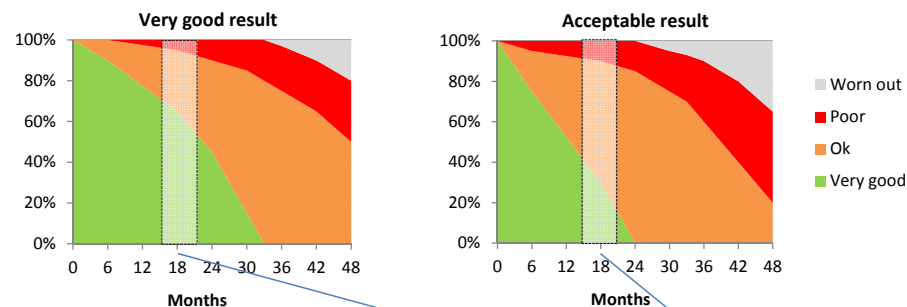 Very good result
100%
80%
60%
40%
20%
0%
0 6 12 18 24 30 36 42 48
Months
Acceptable result
100%
80%
60%
40%
20%
0%
0 6 12 18 24 30 36 42 48
Months
Worn out
Poor
Ok
Very good